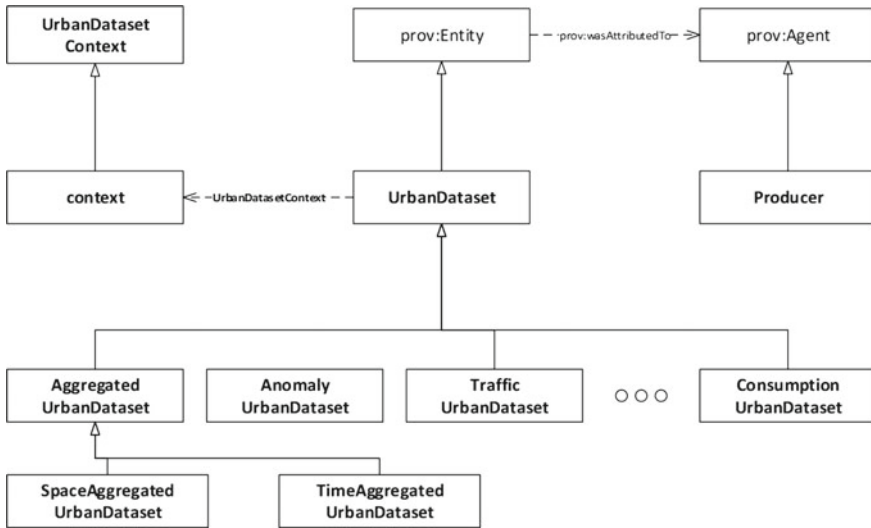 UrbanDataset
Context
prov:Entity
prov:wasAttributedTo
prov:Agent
context
UrbanDatasetContext
UrbanDataset
Producer
Aggregated
UrbanDataset
Anomaly
UrbanDataset
Traffic
UrbanDataset
Consumption
UrbanDataset
SpaceAggregated
UrbanDataset
TimeAggregated
UrbanDataset